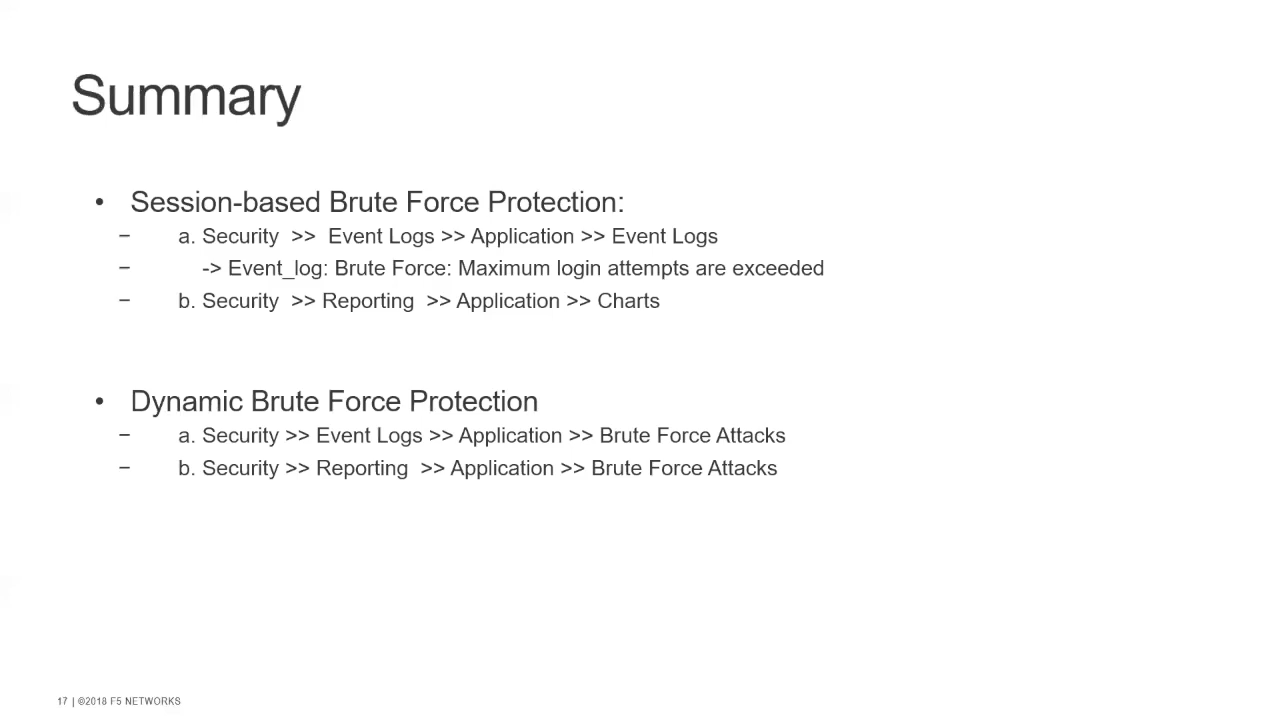 Summary
• Session-based Brute Force Protection:
– a. Security >> Event Logs >> Application >> Event Logs
– -> Event_log: Brute Force: Maximum login attempts are exceeded
– b. Security >> Reporting >> Application >> Charts
• Dynamic Brute Force Protection
– a. Security >> Event Logs >> Application >> Brute Force Attacks
– b. Security >> Reporting >> Application >> Brute Force Attacks
17 | ©2018 F5 NETWORKS